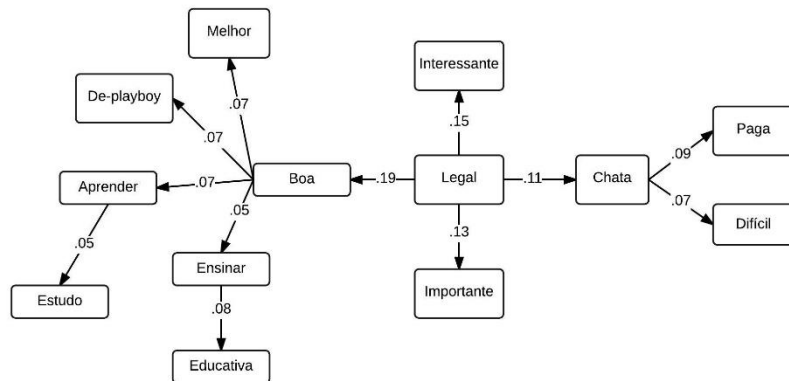 Melhor
Interessante
De-playboy
.07
.07
.15
Paga
.09
Aprender
.07
Boa
.19
Legal
.11
Chata
.05
.07
.05
.13
Difícil
Ensinar
Estudo
Importante
.08
Educativa